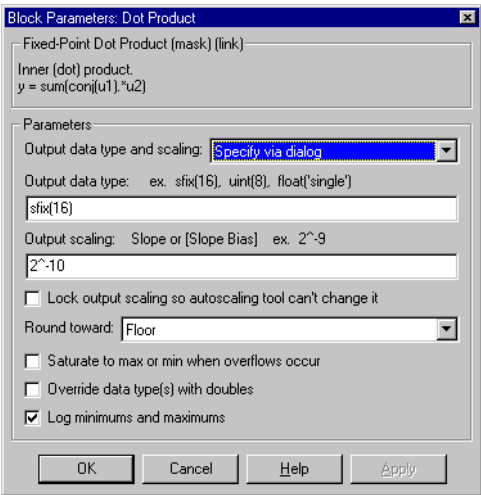 Block Parameters: Dot Product
Fixed-Point Dot Product (mask) (link)
Inner (dot) product.
y = sum(conj(u1).*u2)
Parameters
Output data type and scaling: Specify via dialog
Output data type: ex. sfix(16), uint(8), float('single')
sfix(16)
Output scaling: Slope or [Slope Bias] ex. 2^-9
2^-10
Lock output scaling so autoscaling tool can't change it
Round toward: Floor
Saturate to max or min when overflows occur
Override data type(s) with doubles
Log minimums and maximums
OK Cancel Help Apply